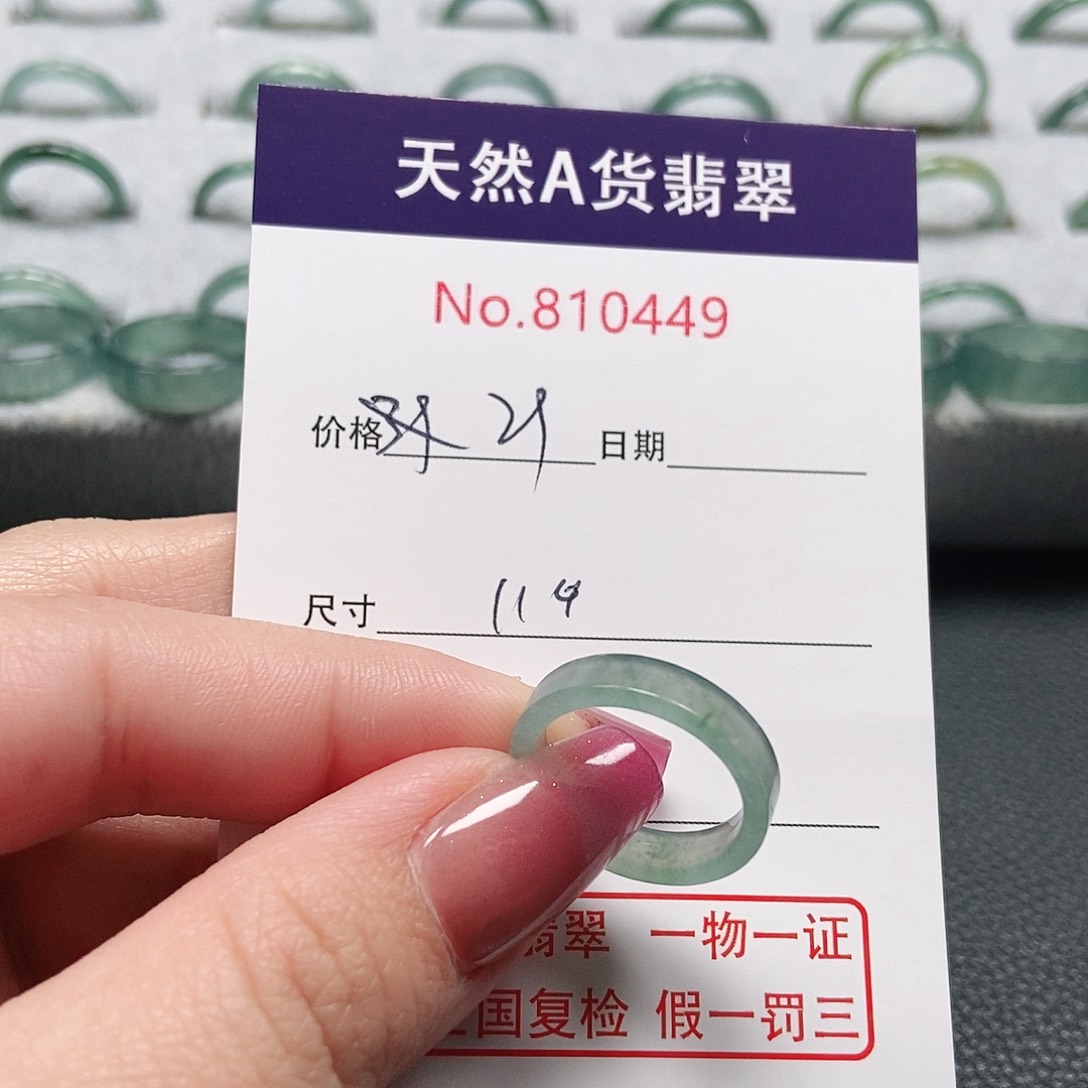 天然A货翡翠
No.810449
价格 日期
尺寸 114
翡翠 一物一证
国复检 假一罚三